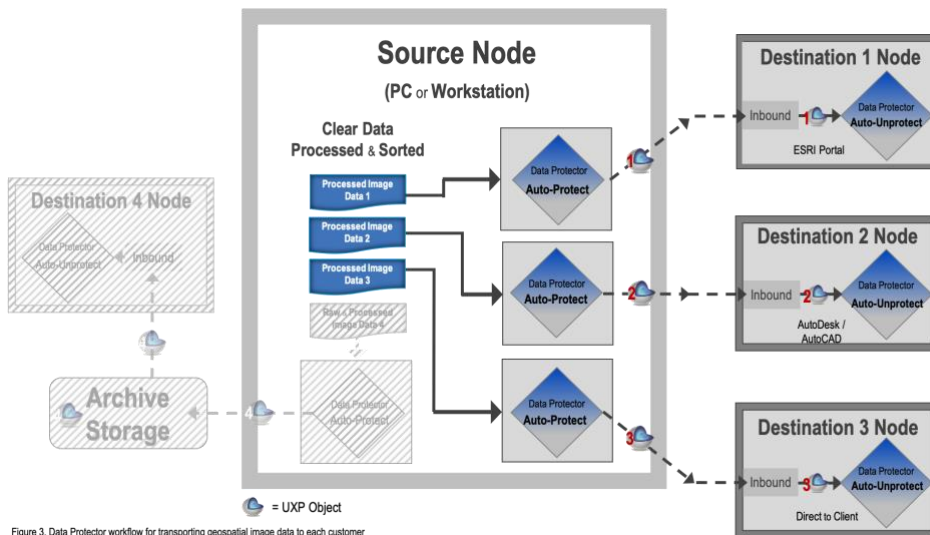 Source Node
(PC or Workstation)
Clear Data
Processed & Sorted
Processed Image
Data 1
Processed Image
Data 2
Processed Image
Data 3
Raw & Processed
Image Data 4
Data Protector
Auto-Protect
4
Data Protector
Auto-Protect
1
Data Protector
Auto-Protect
2
Data Protector
Auto-Protect
3
Destination 1 Node
Inbound
1
Data Protector
Auto-Unprotect
ESRI Portal
Destination 2 Node
Inbound
2
Data Protector
Auto-Unprotect
AutoDesk /
AutoCAD
Destination 3 Node
Inbound
3
Data Protector
Auto-Unprotect
Direct to Client
Destination 4 Node
Data Protector
Auto-Unprotect
Inbound
Archive
Storage
= UXP Object
Figure 3. Data Protector workflow for transporting geospatial image data to each customer